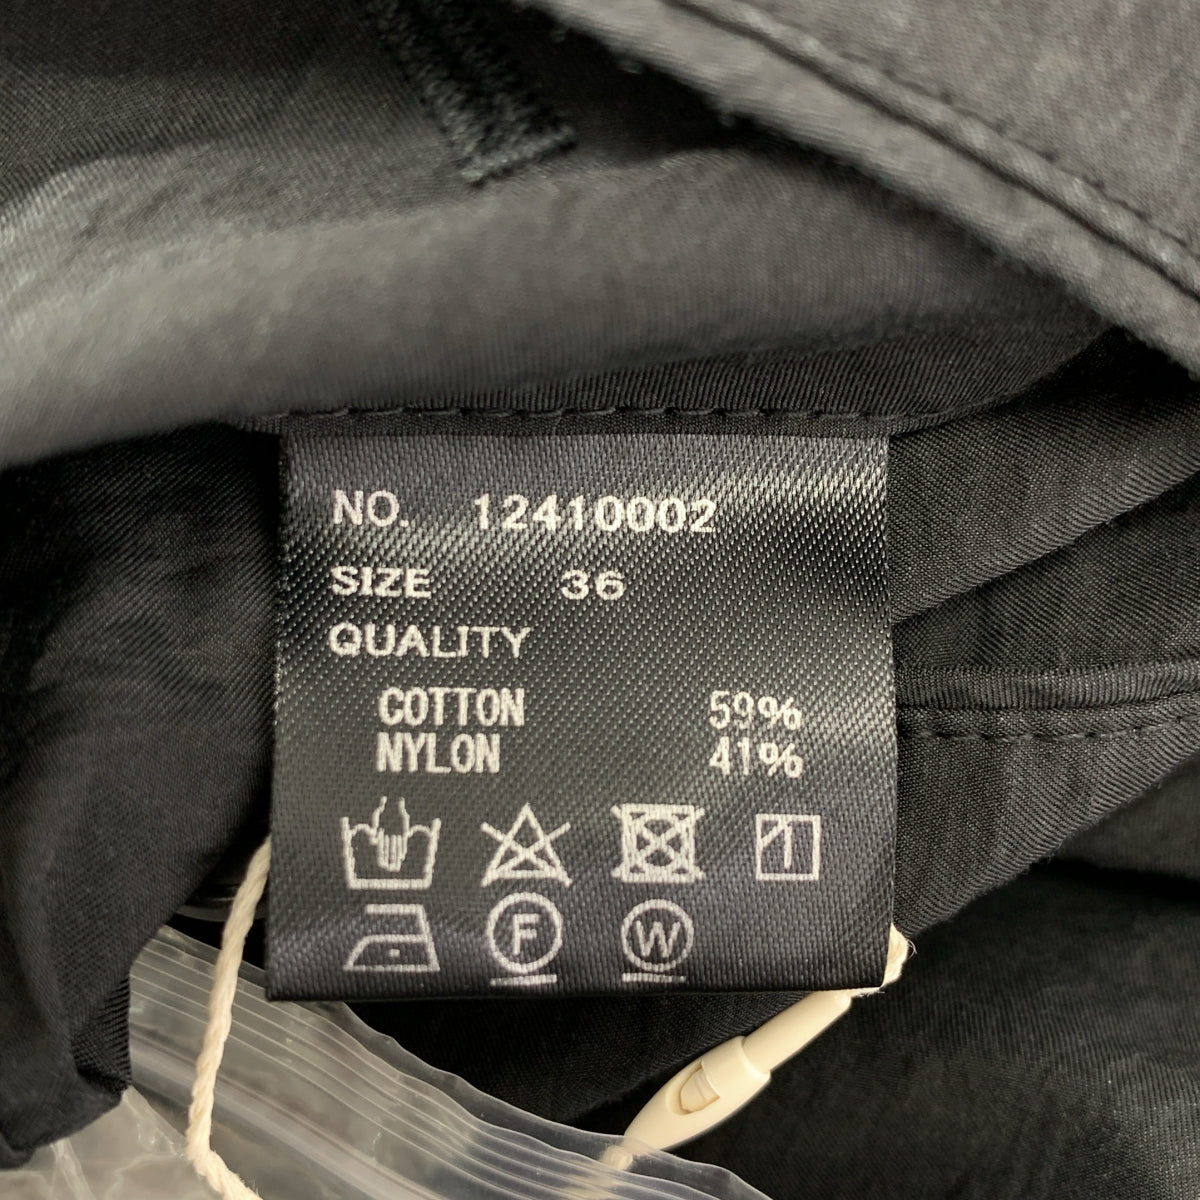 NO. 12410002
SIZE 36
QUALITY
COTTON 59%
NYLON 41%
F W